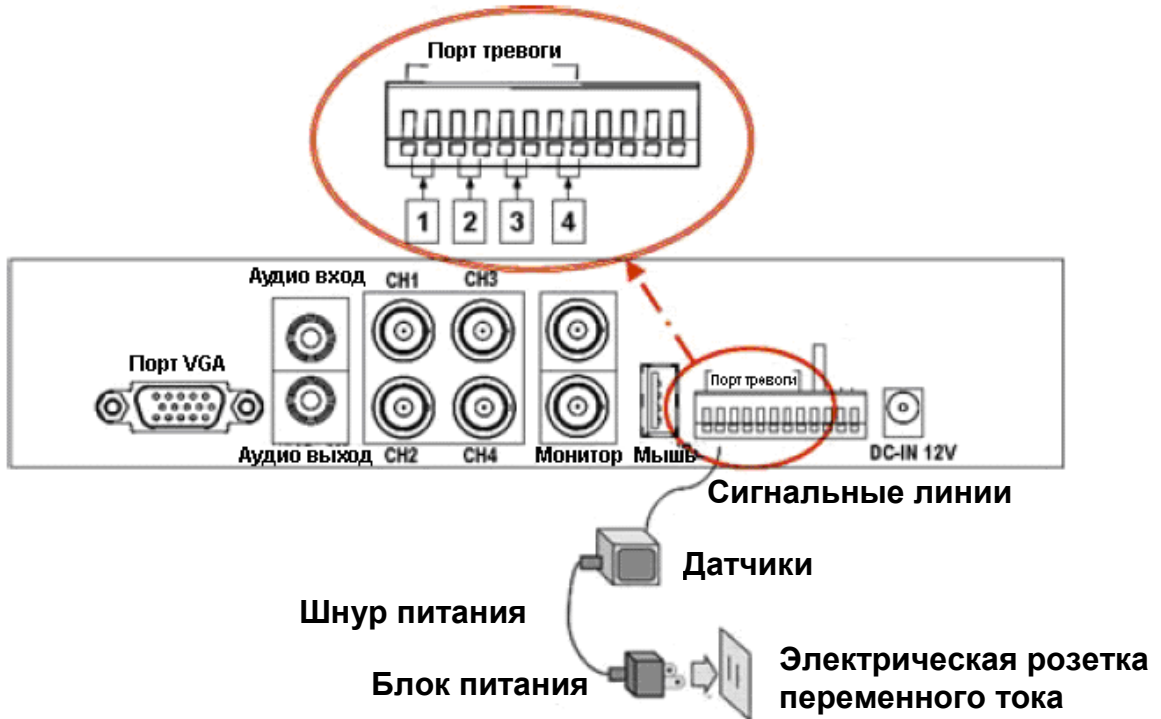 Порт тревоги
1 2 3 4
Аудио вход CH1 CH3
Порт VGA
Порт тревоги
Аудио выход CH2 CH4 Монитор Мышь DC-IN 12V
Сигнальные линии
Датчики
Шнур питания
Блок питания
Электрическая розетка
переменного тока